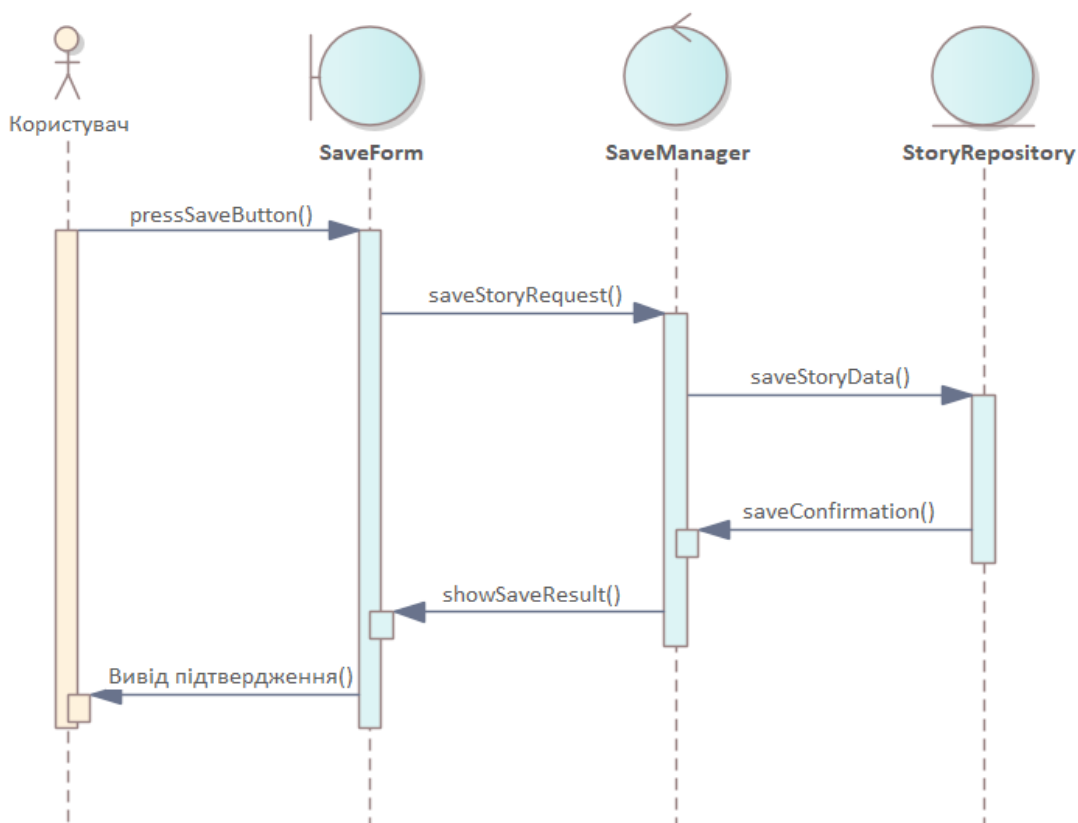 Користувач
SaveForm
SaveManager
StoryRepository
pressSaveButton()
saveStoryRequest()
saveStoryData()
saveConfirmation()
showSaveResult()
Вивід підтвердження()